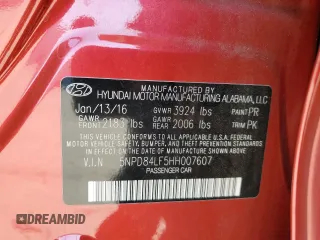 MANUFACTURED BY
HYUNDAI MOTOR MANUFACTURING ALABAMA, LLC
Jan/13/16 GVWR 3924 lbs PAINT PR
GAWR FRONT 2183 lbs GAWR REAR 2006 lbs TRIM PK
THIS VEHICLE CONFORMS TO ALL APPLICABLE FEDERAL
MOTOR VEHICLE SAFETY, BUMPER, AND THEFT PREVENTION
STANDARDS IN EFFECT ON THE DATE OF MANUFACTURE SHOWN ABOVE.
V.I.N 5NPD84LF5HH007607
PASSENGER CAR